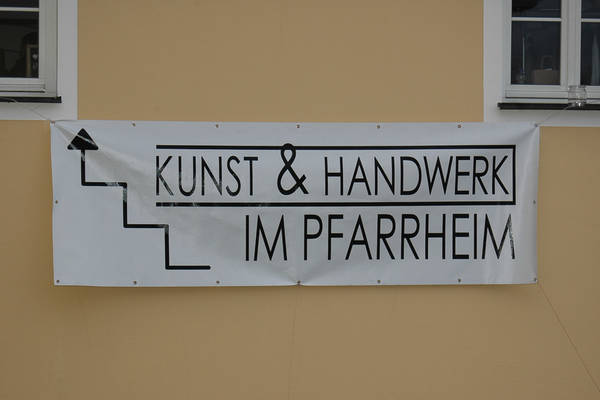 KUNST & HANDWERK
IM PFARRHEIM